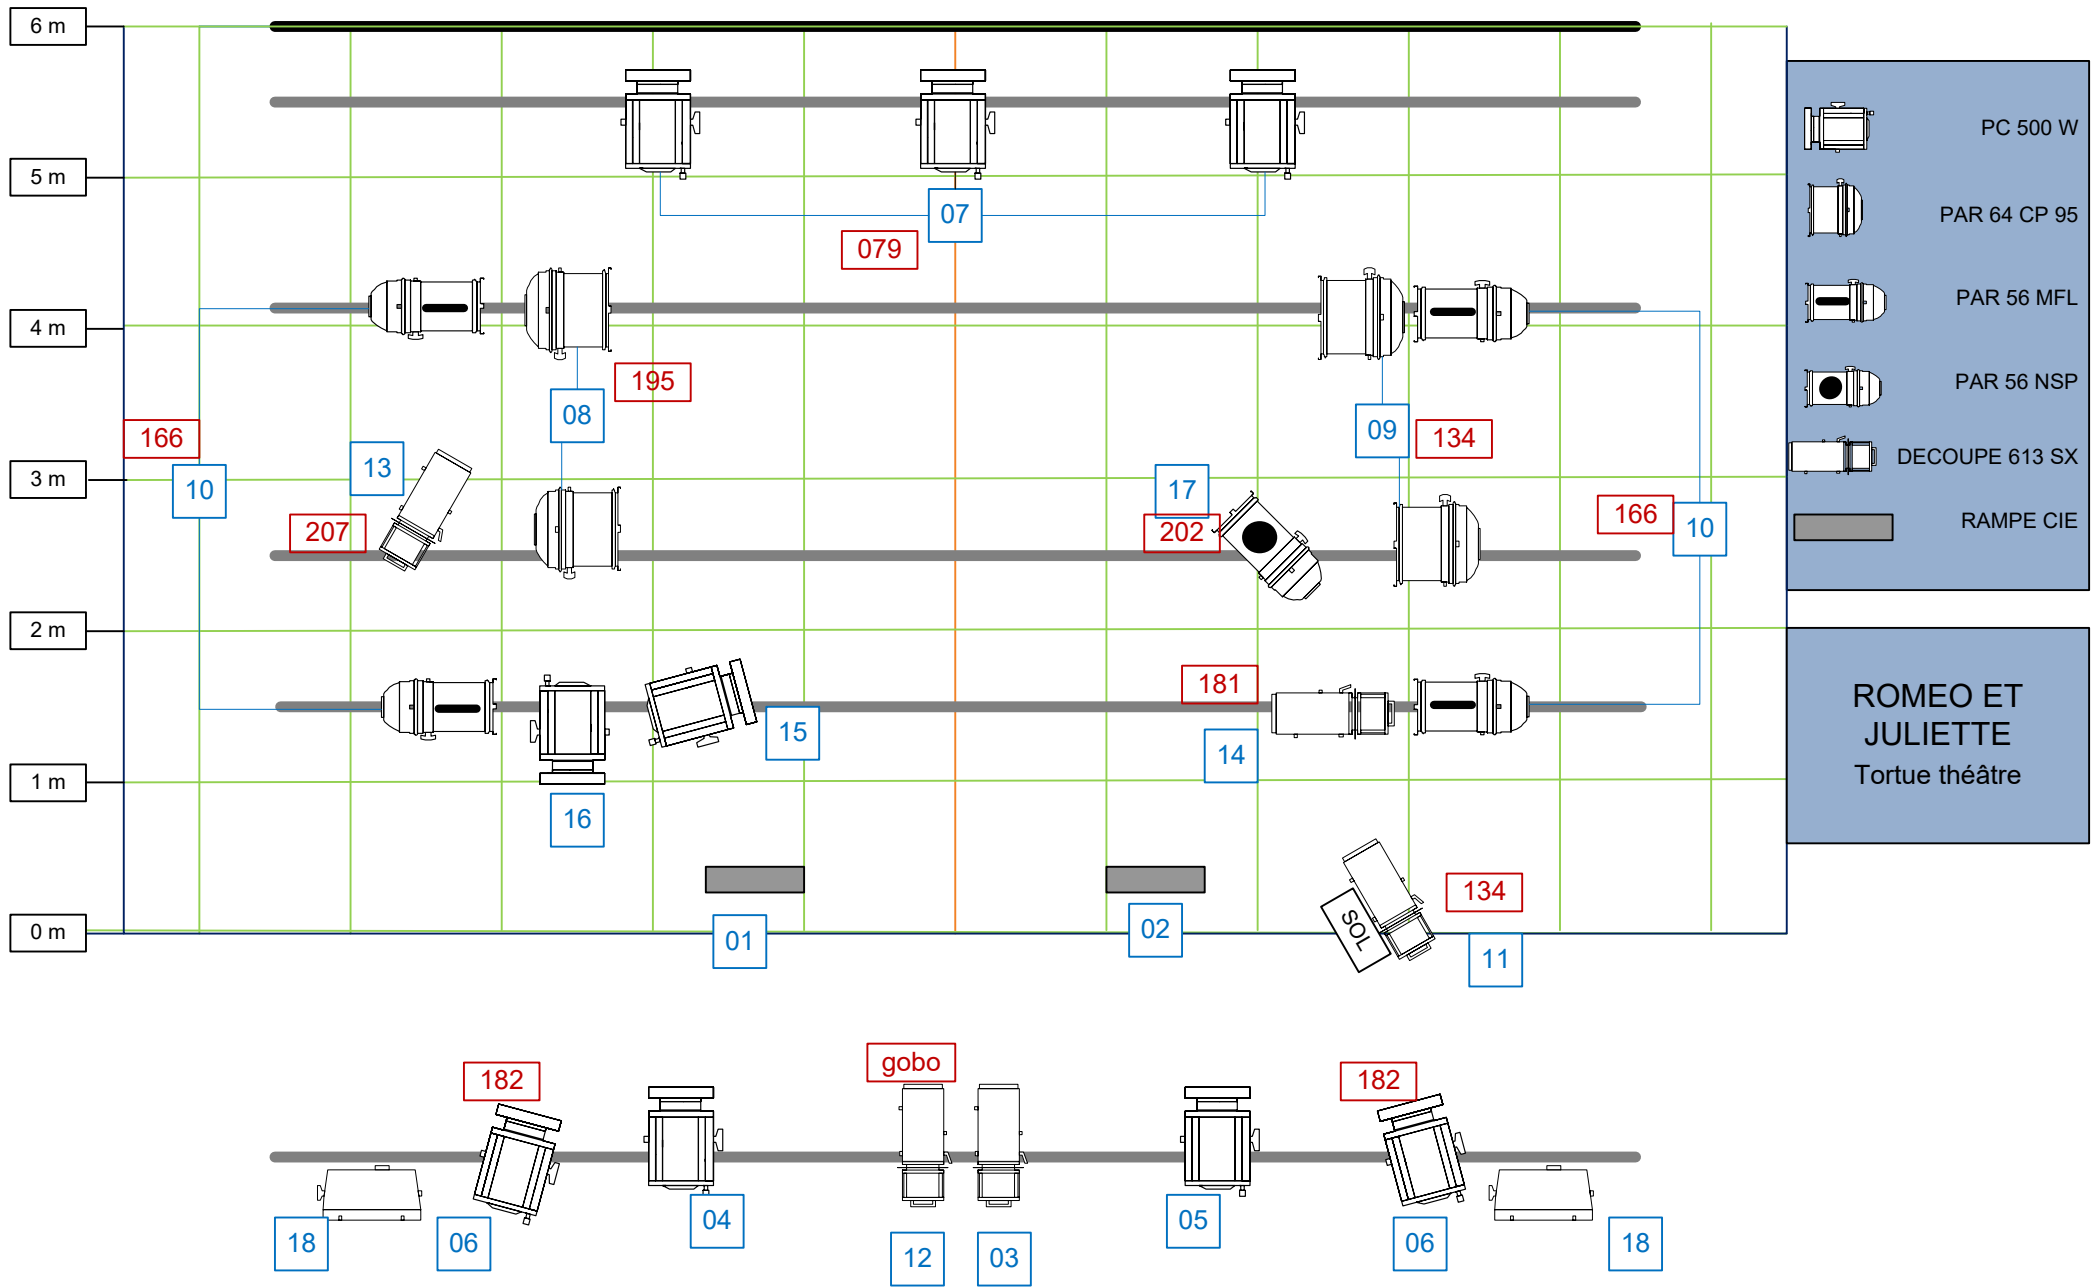 6 m
PC 500 W
5 m
07
PAR 64 CP 95
079
PAR 56 MFL
4 m
195
PAR 56 NSP
08
09
134
166
13
DECOUPE 613 SX
3 m
10
17
207
202
166
10
RAMPE CIE
2 m
181
ROMEO ET
JULIETTE
Tortue théâtre
15
14
1 m
16
134
SOL
0 m
01
02
11
gobo
182
182
04
05
18
06
12
03
06
18